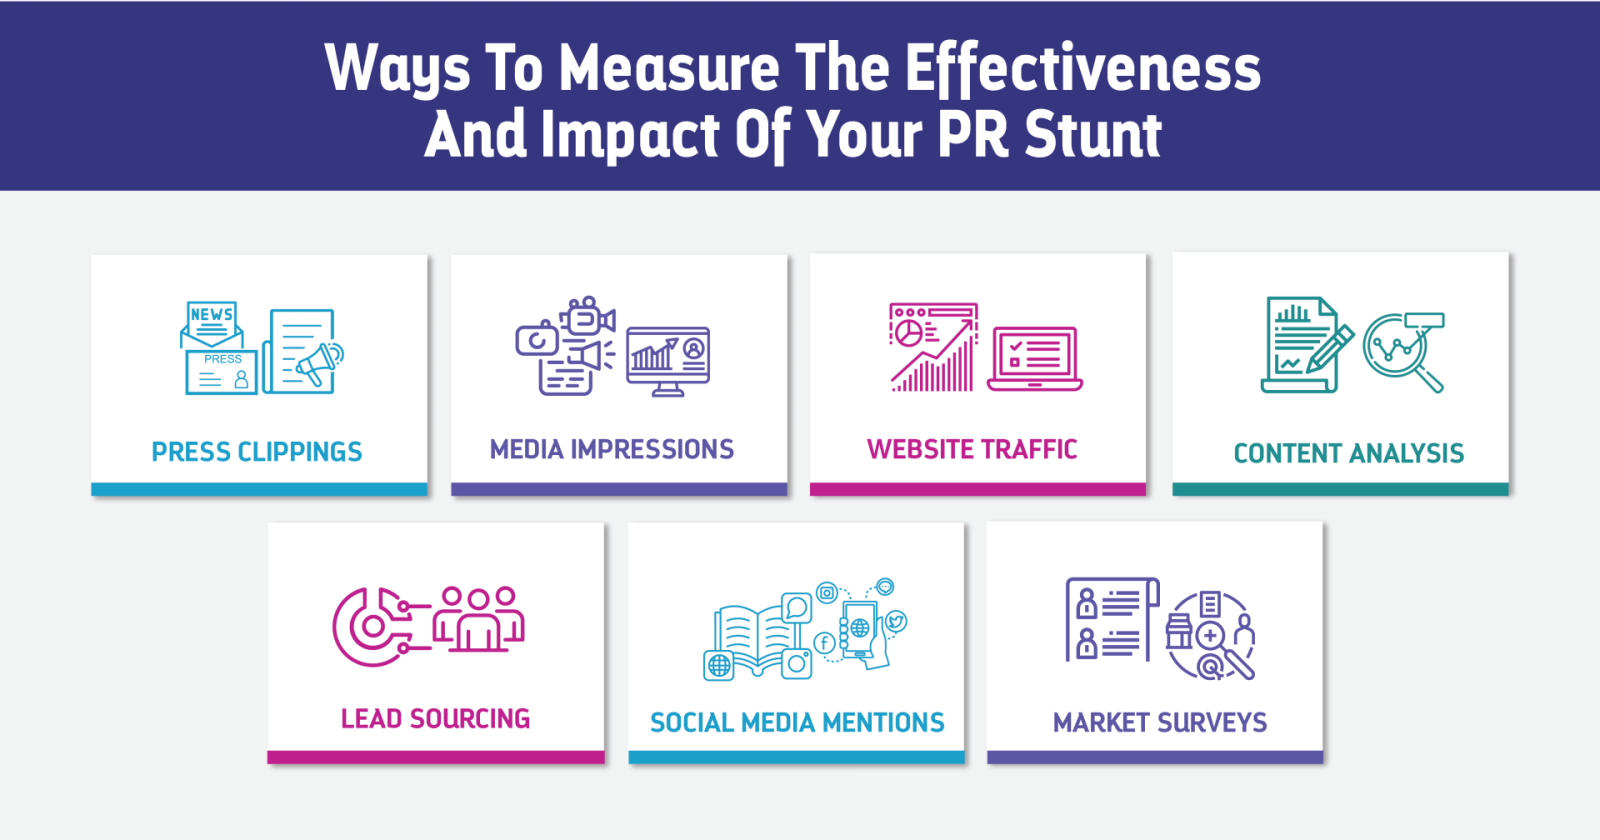 Ways To Measure The Effectiveness
And Impact Of Your PR Stunt
NEWS
PRESS
PRESS CLIPPINGS
MEDIA IMPRESSIONS
WEBSITE TRAFFIC
CONTENT ANALYSIS
LEAD SOURCING
f
SOCIAL MEDIA MENTIONS
MARKET SURVEYS